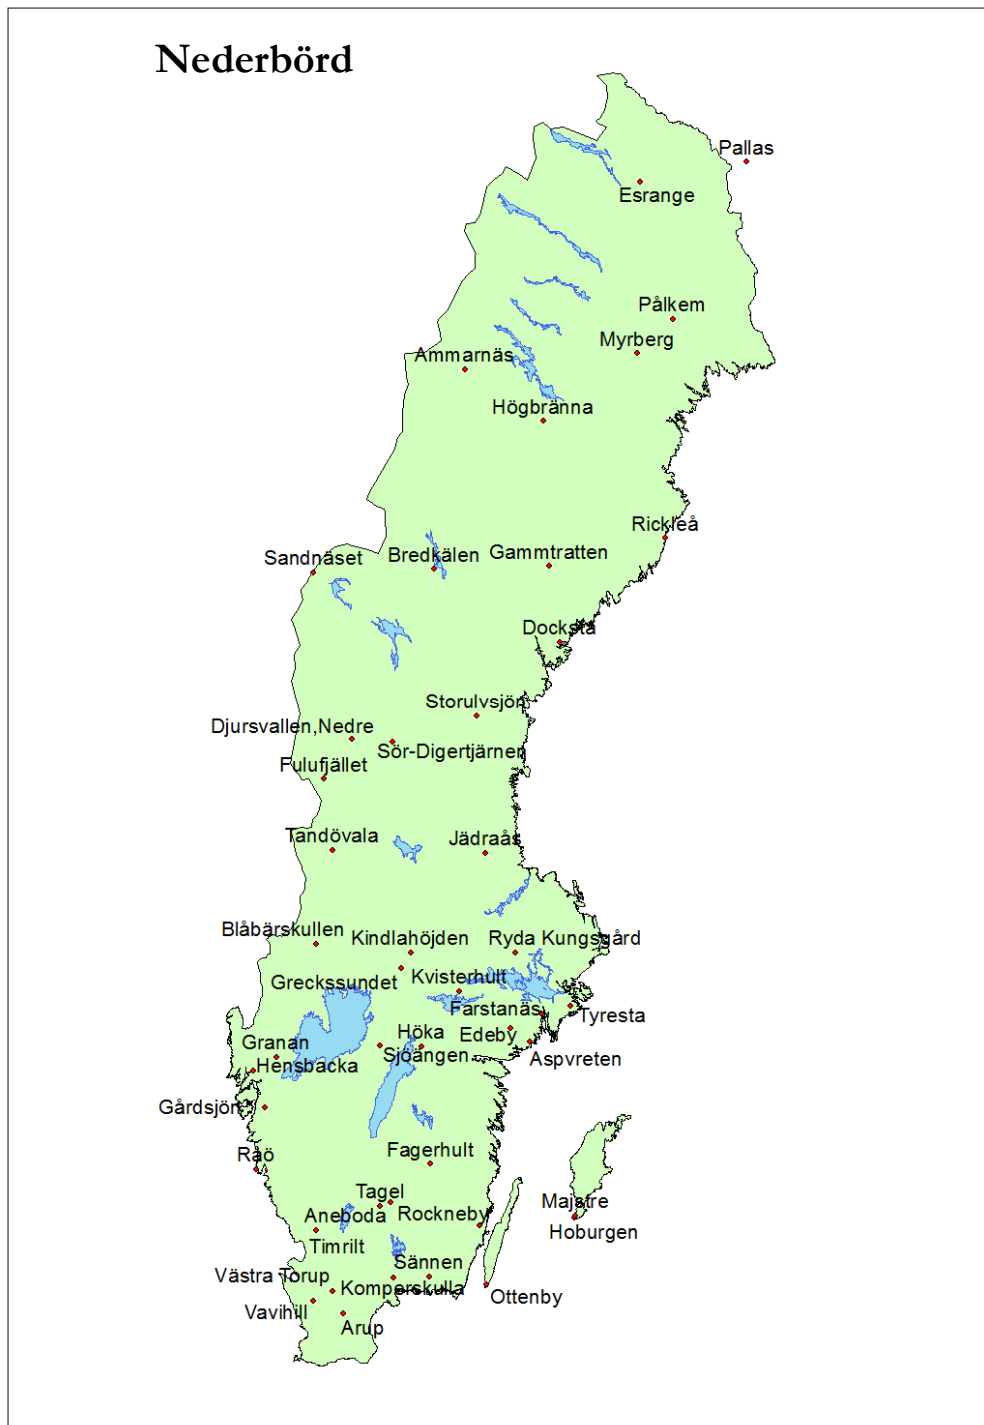 Nederbörd
Pallas
Esrange
Pålkem
Myrberg
Ammarnäs
Högbränna
Rickleå
Gammtratten
Bredkälen
Sandnäset
Docksta
Storulvsjön
Djursvallen,Nedre
Sör-Digertjärnen
Fulufjället
Tandövala
Jädraås
Blåbärskullen
Kindlahöjden
Ryda Kungsgård
Greckssundet
Kvisterhult
Farstanäs
Tyresta
Edeby
Höka
Granan
Sjöängen
Aspvreten
Hensbacka
Gårdsjön
Råö
Fagerhult
Tagel
Majstre
Aneboda
Rockneby
Hoburgen
Timrilt
Sännen
Västra Torup
Komperskulla
Ottenby
Vavihill
Arup